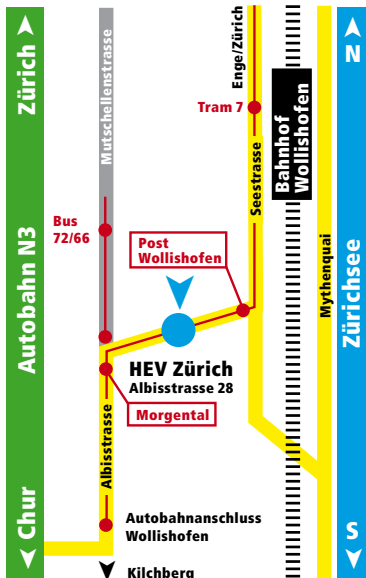 Zürich
Autobahn N3
Chur
Mutschellenstrasse
Enge/Zürich
Tram 7
Seestrasse
Bahnhof
Wollishofen
N
Zürichsee
S
Mythenquai
Bus
72/66
Post
Wollishofen
HEV Zürich
Albisstrasse 28
Morgental
Albisstrasse
Autobahnanschluss
Wollishofen
Kilchberg